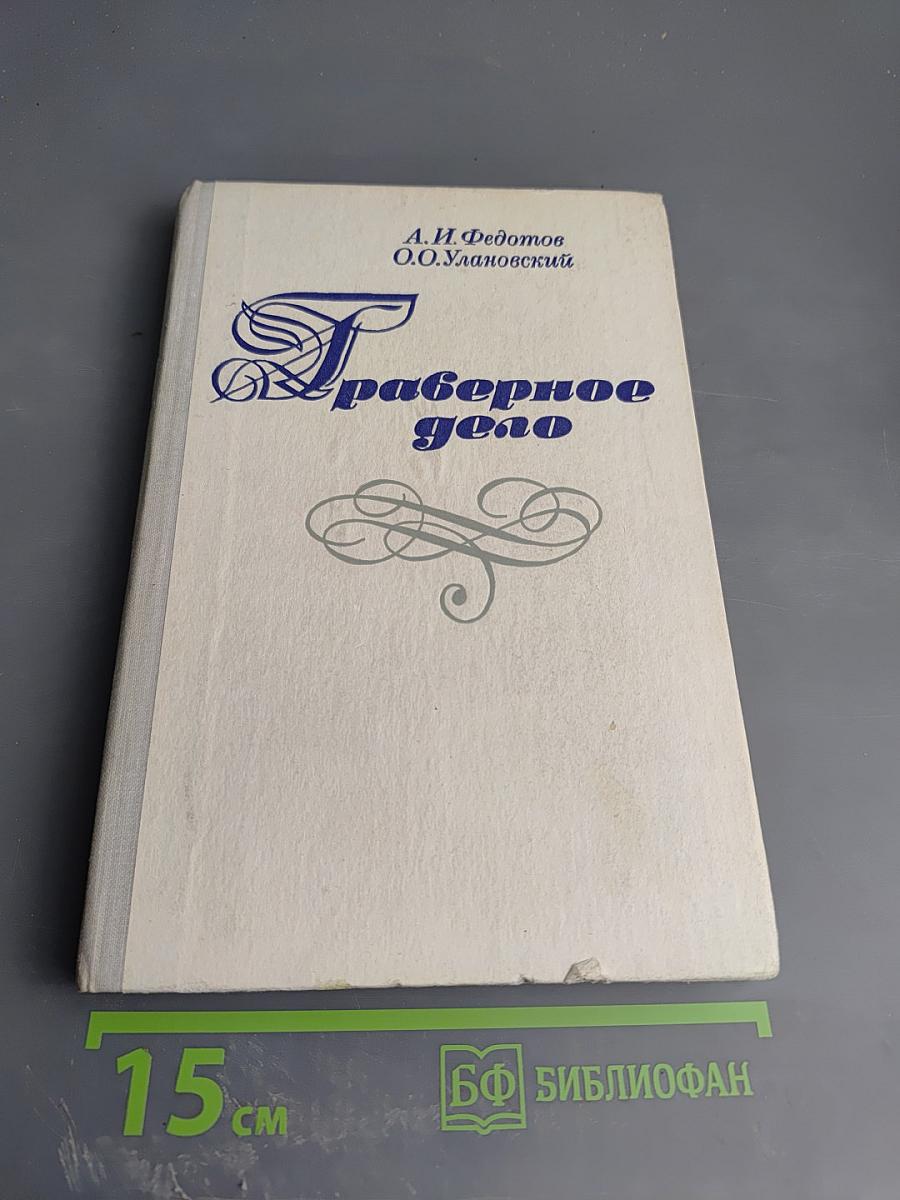 А.И.Федотов
О.О.Улановский
Граверное
дело
15 см
БФ БИБЛИОФАН